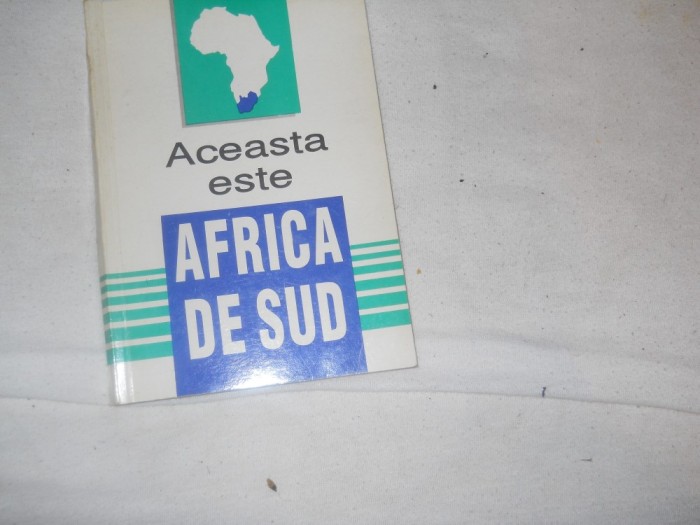 Aceasta
este
AFRICA
DE SUD